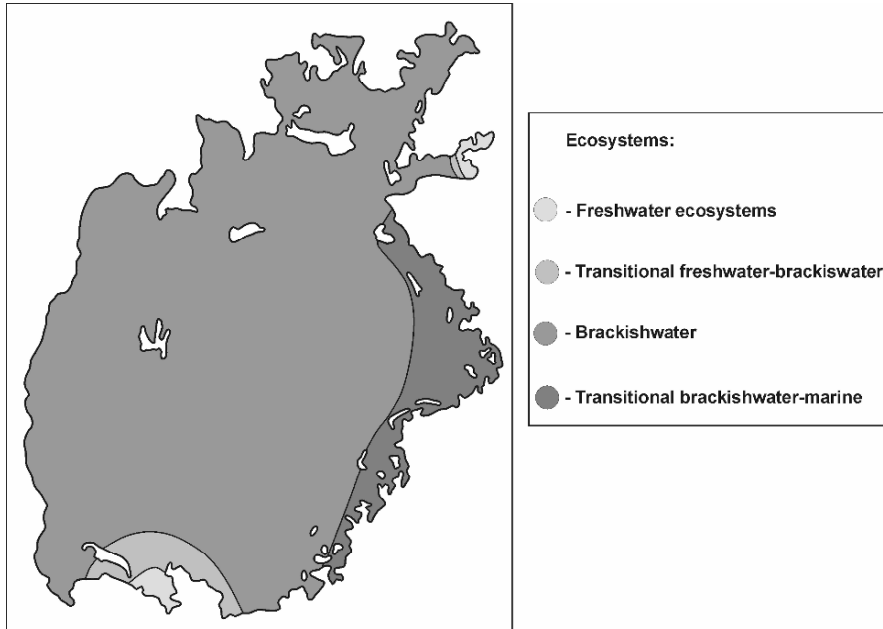 Ecosystems:
- Freshwater ecosystems
- Transitional freshwater-brackiswater
- Brackishwater
- Transitional brackishwater-marine